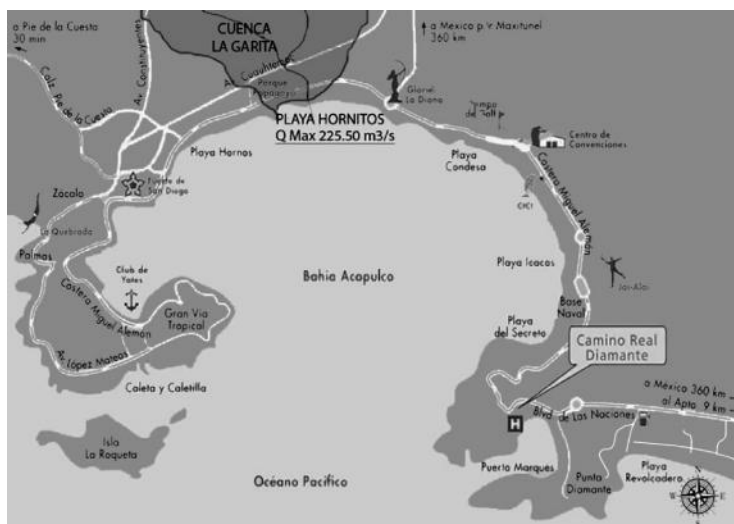 a Pie de la Cuesta
30 min
CUENCA
LA GARITA
a Mexico p V. Maxitunel
360 km
Av. Constituyentes
Av. Cuauhtemoc
Calz. Pie de la Cuesta
Parque
Papagayo
Glorieta
La Diana
PLAYA HORNITOS
Q Max 225.50 m3/s
Centro de
Convenciones
Playa Hornos
Playa
Condesa
Fuerte de
San Diego
Zócalo
CICI
Costera Miguel Alemán
La Quebrada
Palmas
Club de
Yates
Bahia Acapulco
Playa Icacos
Jai-Alai
Base
Naval
Costera Miguel Alemán
Gran Via
Tropical
Playa
del Secreto
Camino Real
Diamante
Av. López Mateos
Caleta y Caletilla
a México 360 km
al Apto. 9 km
Blvd. de Las Naciones
H
Isla
La Roqueta
Puerto Marqués
Océano Pacífico
Punta
Diamante
Playa
Revolcadero
N
W
E
S